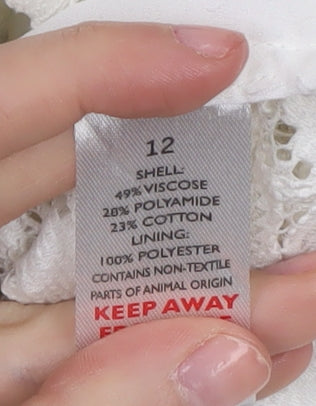 12
SHELL:
49% VISCOSE
28% POLYAMIDE
23% COTTON
LINING:
100% POLYESTER
CONTAINS NON-TEXTILE
PARTS OF ANIMAL ORIGIN
KEEP AWAY